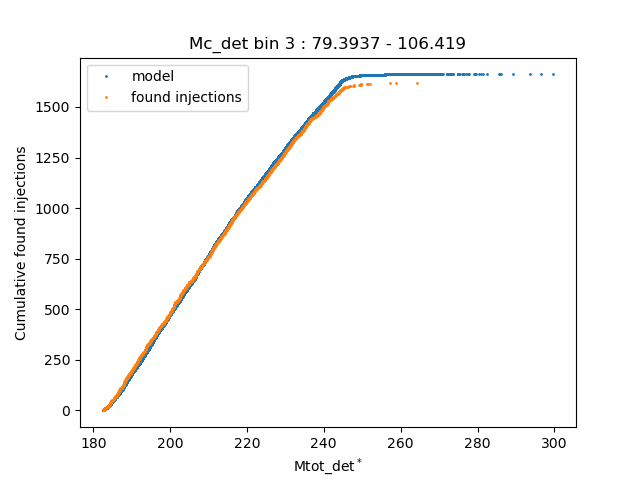 Mc_det bin 3 : 79.3937 - 106.419
model
found injections
Cumulative found injections
1500
1250
1000
750
500
250
0
180 200 220 240 260 280 300
Mtot_det*